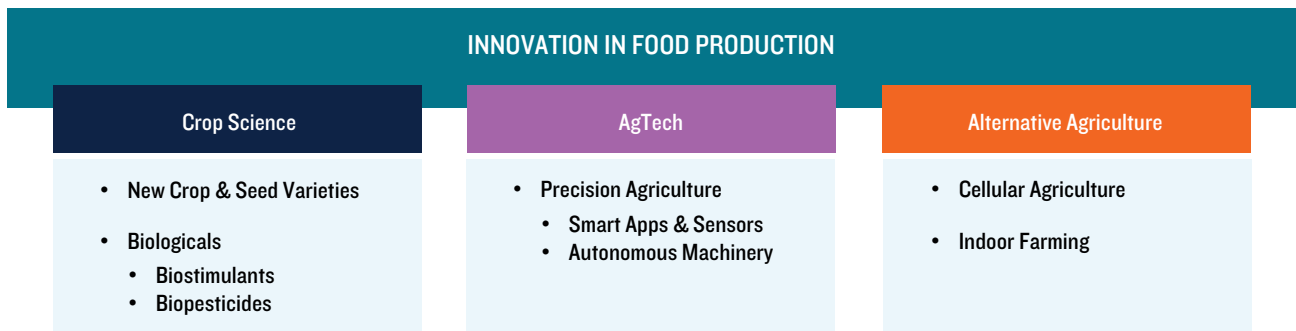 INNOVATION IN FOOD PRODUCTION
Crop Science
• New Crop & Seed Varieties
• Biologicals
• Biostimulants
• Biopesticides
AgTech
• Precision Agriculture
• Smart Apps & Sensors
• Autonomous Machinery
Alternative Agriculture
• Cellular Agriculture
• Indoor Farming